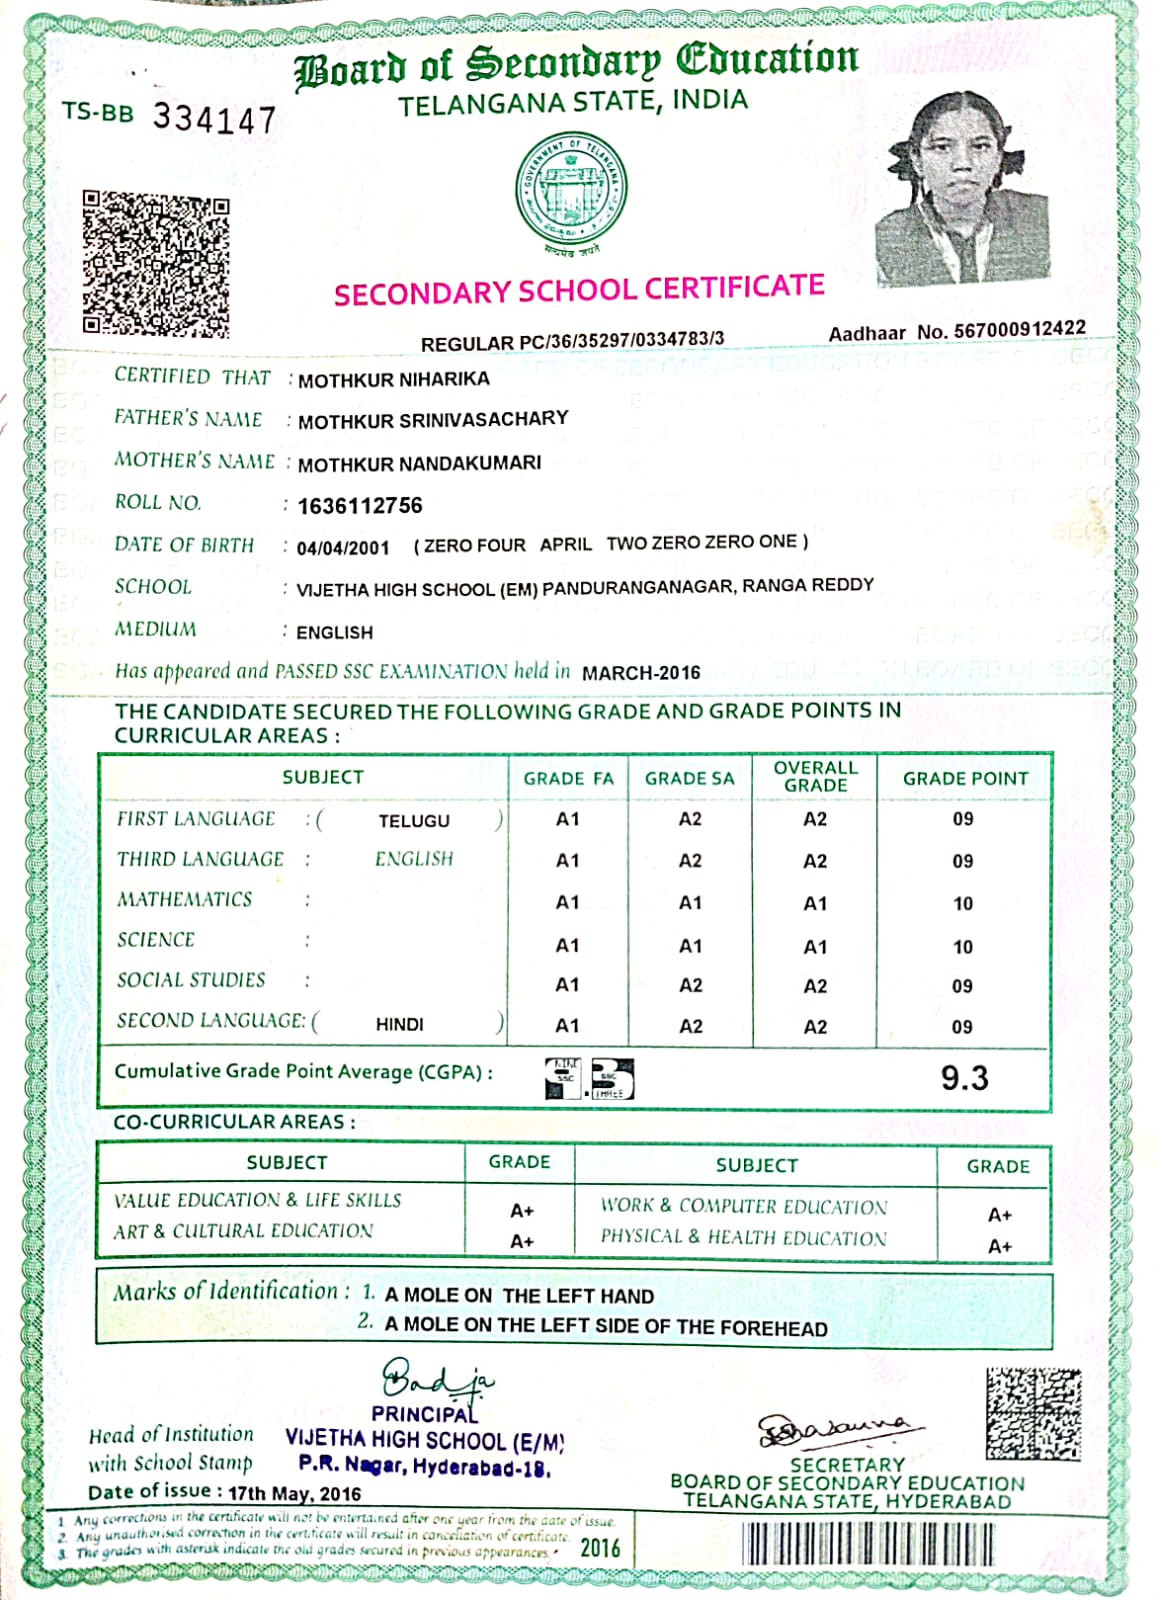 Board of Secondary Education
TELANGANA STATE, INDIA
TS-BB 334147
GOVERNMENT OF TELANGANA
सत्यमेव जयते
SECONDARY SCHOOL CERTIFICATE
REGULAR PC/36/35297/0334783/3
Aadhaar No. 567000912422
CERTIFIED THAT : MOTHKUR NIHARIKA
FATHER'S NAME : MOTHKUR SRINIVASACHARY
MOTHER'S NAME : MOTHKUR NANDAKUMARI
ROLL NO. : 1636112756
DATE OF BIRTH : 04/04/2001 ( ZERO FOUR APRIL TWO ZERO ZERO ONE )
SCHOOL : VIJETHA HIGH SCHOOL (EM) PANDURANGANAGAR, RANGA REDDY
MEDIUM : ENGLISH
Has appeared and PASSED SSC EXAMINATION held in MARCH-2016
THE CANDIDATE SECURED THE FOLLOWING GRADE AND GRADE POINTS IN
CURRICULAR AREAS :
SUBJECT GRADE FA GRADE SA OVERALL GRADE GRADE POINT
FIRST LANGUAGE : ( TELUGU ) A1 A2 A2 09
THIRD LANGUAGE : ENGLISH A1 A2 A2 09
MATHEMATICS : A1 A1 A1 10
SCIENCE : A1 A1 A1 10
SOCIAL STUDIES : A1 A2 A2 09
SECOND LANGUAGE: ( HINDI ) A1 A2 A2 09
Cumulative Grade Point Average (CGPA) : NINE SSC . SSC THREE 9.3
CO-CURRICULAR AREAS :
SUBJECT GRADE SUBJECT GRADE
VALUE EDUCATION & LIFE SKILLS A+ WORK & COMPUTER EDUCATION A+
ART & CULTURAL EDUCATION A+ PHYSICAL & HEALTH EDUCATION A+
Marks of Identification : 1. A MOLE ON THE LEFT HAND
2. A MOLE ON THE LEFT SIDE OF THE FOREHEAD
PRINCIPAL
Head of Institution VIJETHA HIGH SCHOOL (E/M)
with School Stamp P.R. Nagar, Hyderabad-18.
Date of issue : 17th May, 2016
SECRETARY
BOARD OF SECONDARY EDUCATION
TELANGANA STATE, HYDERABAD
1. Any corrections in the certificate will not be entertained after one year from the date of issue.
2. Any unauthorised correction in the certificate will result in cancellation of certificate.
3. The grades with asterisk indicate the old grades secured in previous appearances *
2016